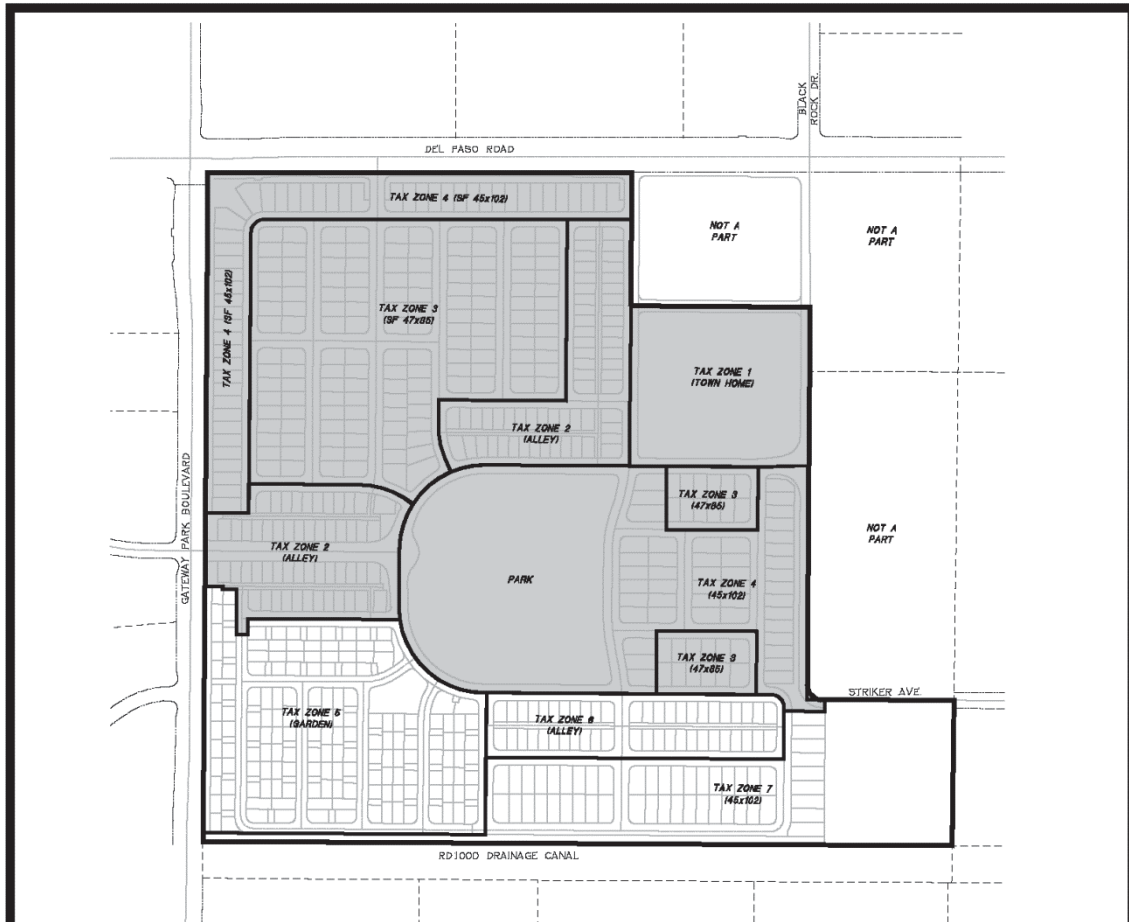 BLACK
ROCK DR.
DEL PASO ROAD
TAX ZONE 4 (SF 45x102)
NOT A
PART
NOT A
PART
TAX ZONE 4 (SF 45x102)
TAX ZONE 3
(SF 47x85)
TAX ZONE 1
(TOWN HOME)
TAX ZONE 2
(ALLEY)
GATEWAY PARK BOULEVARD
TAX ZONE 3
(47x85)
NOT A
PART
TAX ZONE 2
(ALLEY)
PARK
TAX ZONE 4
(45x102)
TAX ZONE 3
(47x85)
STRIKER AVE
TAX ZONE 5
(GARDEN)
TAX ZONE 6
(ALLEY)
TAX ZONE 7
(45x102)
RD1000 DRAINAGE CANAL